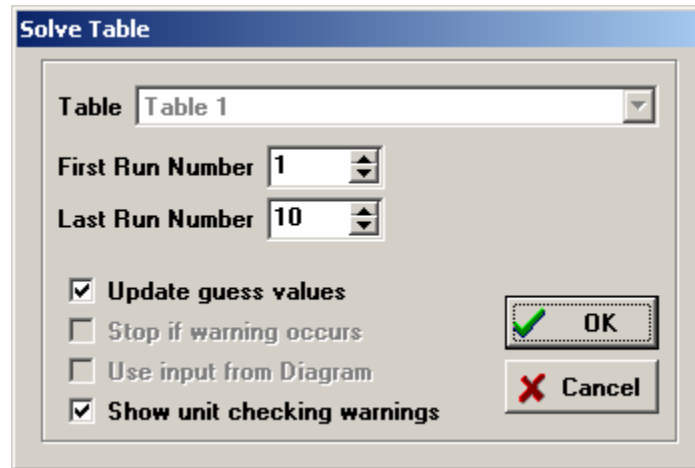 Solve Table
Table Table 1
First Run Number 1
Last Run Number 10
Update guess values
Stop if warning occurs
OK
Use input from Diagram
Cancel
Show unit checking warnings